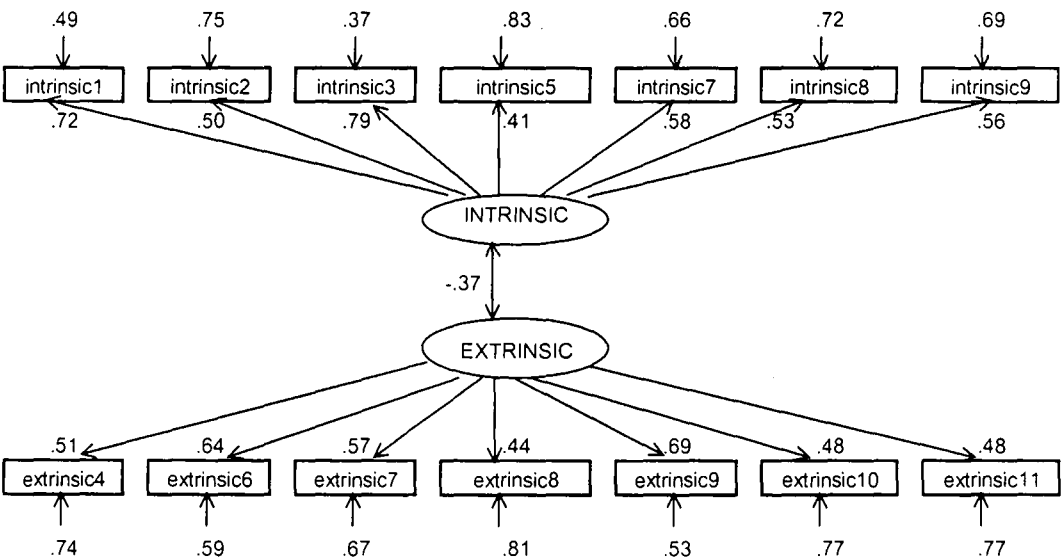 .49 .75 .37 .83 .66 .72 .69
intrinsic1 intrinsic2 intrinsic3 intrinsic5 intrinsic7 intrinsic8 intrinsic9
.72 .50 .79 .41 .58 .53 .56
INTRINSIC
-.37
EXTRINSIC
.51 .64 .57 .44 .69 .48 .48
extrinsic4 extrinsic6 extrinsic7 extrinsic8 extrinsic9 extrinsic10 extrinsic11
.74 .59 .67 .81 .53 .77 .77